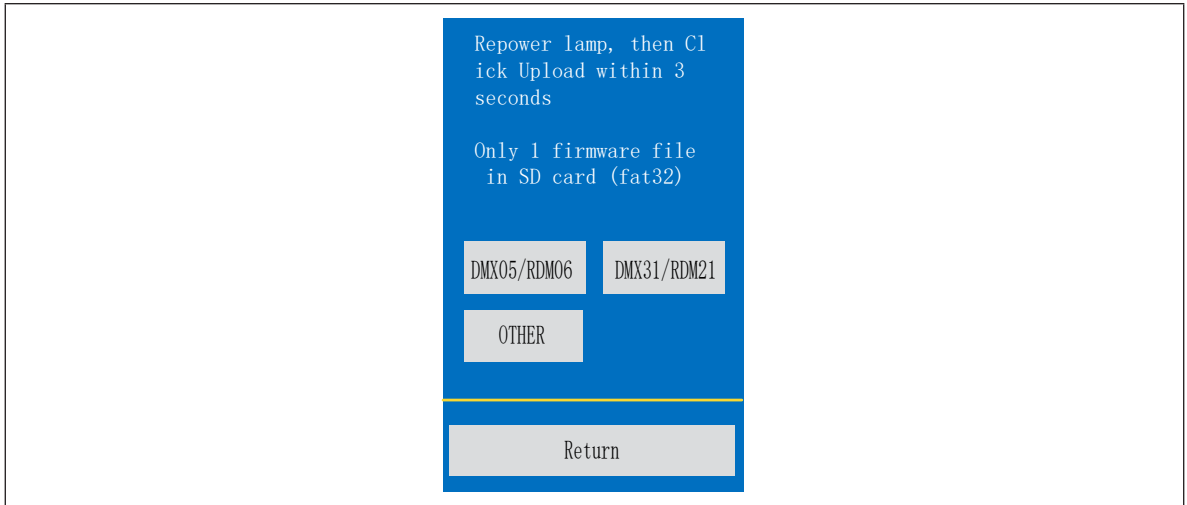 Repower lamp, then Cl
ick Upload within 3
seconds
Only 1 firmware file
in SD card (fat32)
DMX05/RDM06 DMX31/RDM21
OTHER
Return